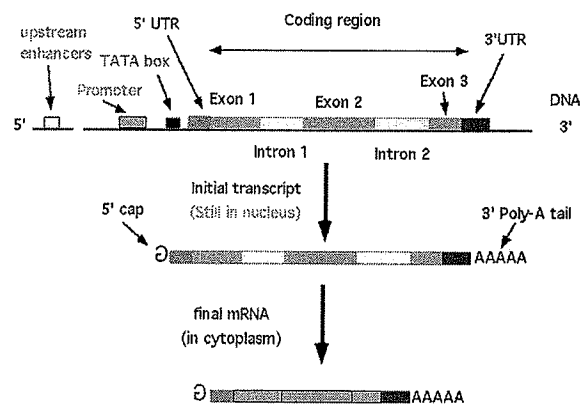 5' UTR
Coding region
upstream
enhancers
3'UTR
TATA box
Exon 3
Promoter
Exon 1
Exon 2
DNA
5'
3'
Intron 1
Intron 2
Initial transcript
(Still in nucleus)
5' cap
3' Poly-A tail
G
AAAAA
final mRNA
(in cytoplasm)
G
AAAAA